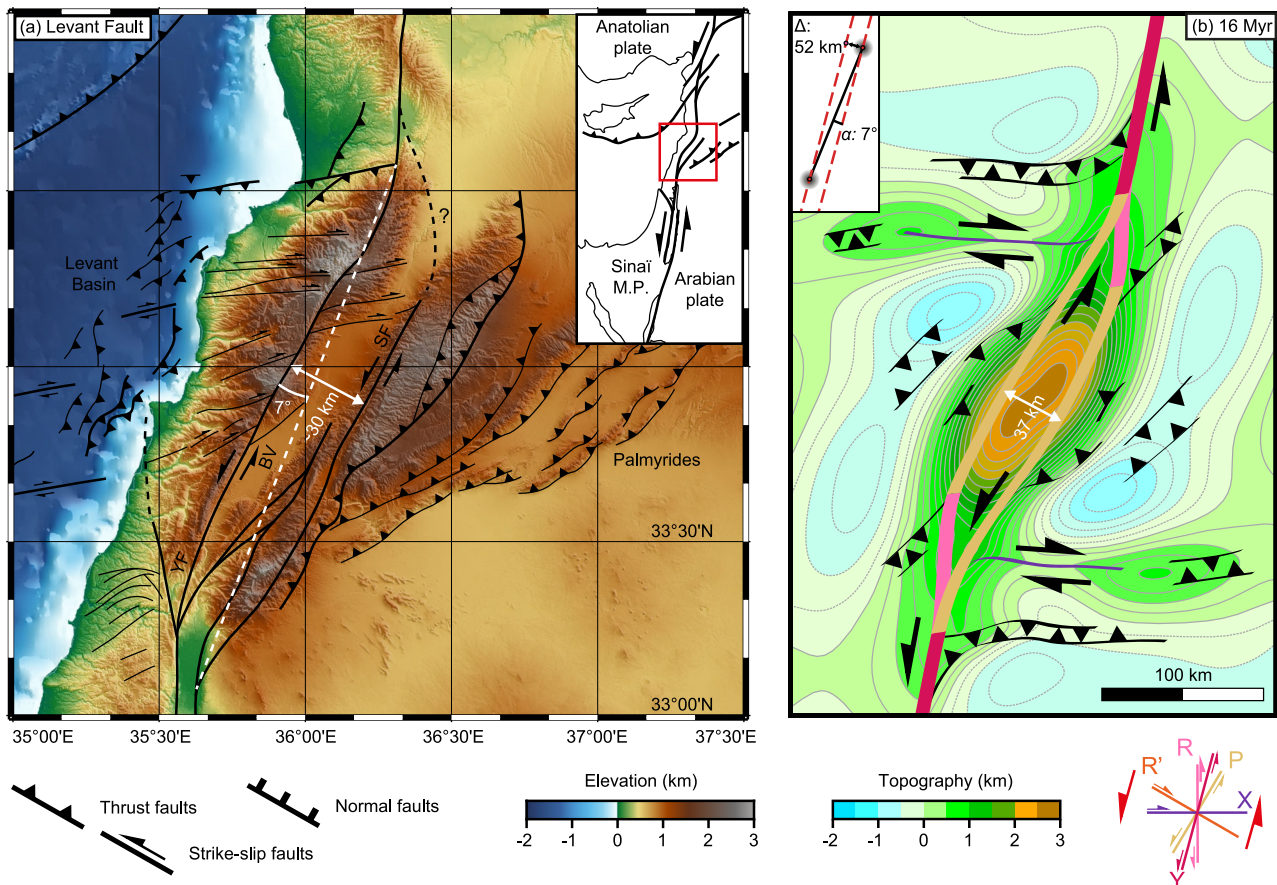 (a) Levant Fault
Anatolian
plate
Sinaï
M.P.
Arabian
plate
?
Levant
Basin
SF
7°
~30 km
BV
YF
Palmyrides
33°30'N
33°00'N
35°00'E
35°30'E
36°00'E
36°30'E
37°00'E
37°30'E
(b) 16 Myr
Δ:
52 km
α: 7°
37 km
100 km
Thrust faults
Normal faults
Strike-slip faults
Elevation (km)
-2 -1 0 1 2 3
Topography (km)
-2 -1 0 1 2 3
R
P
R'
X
Y